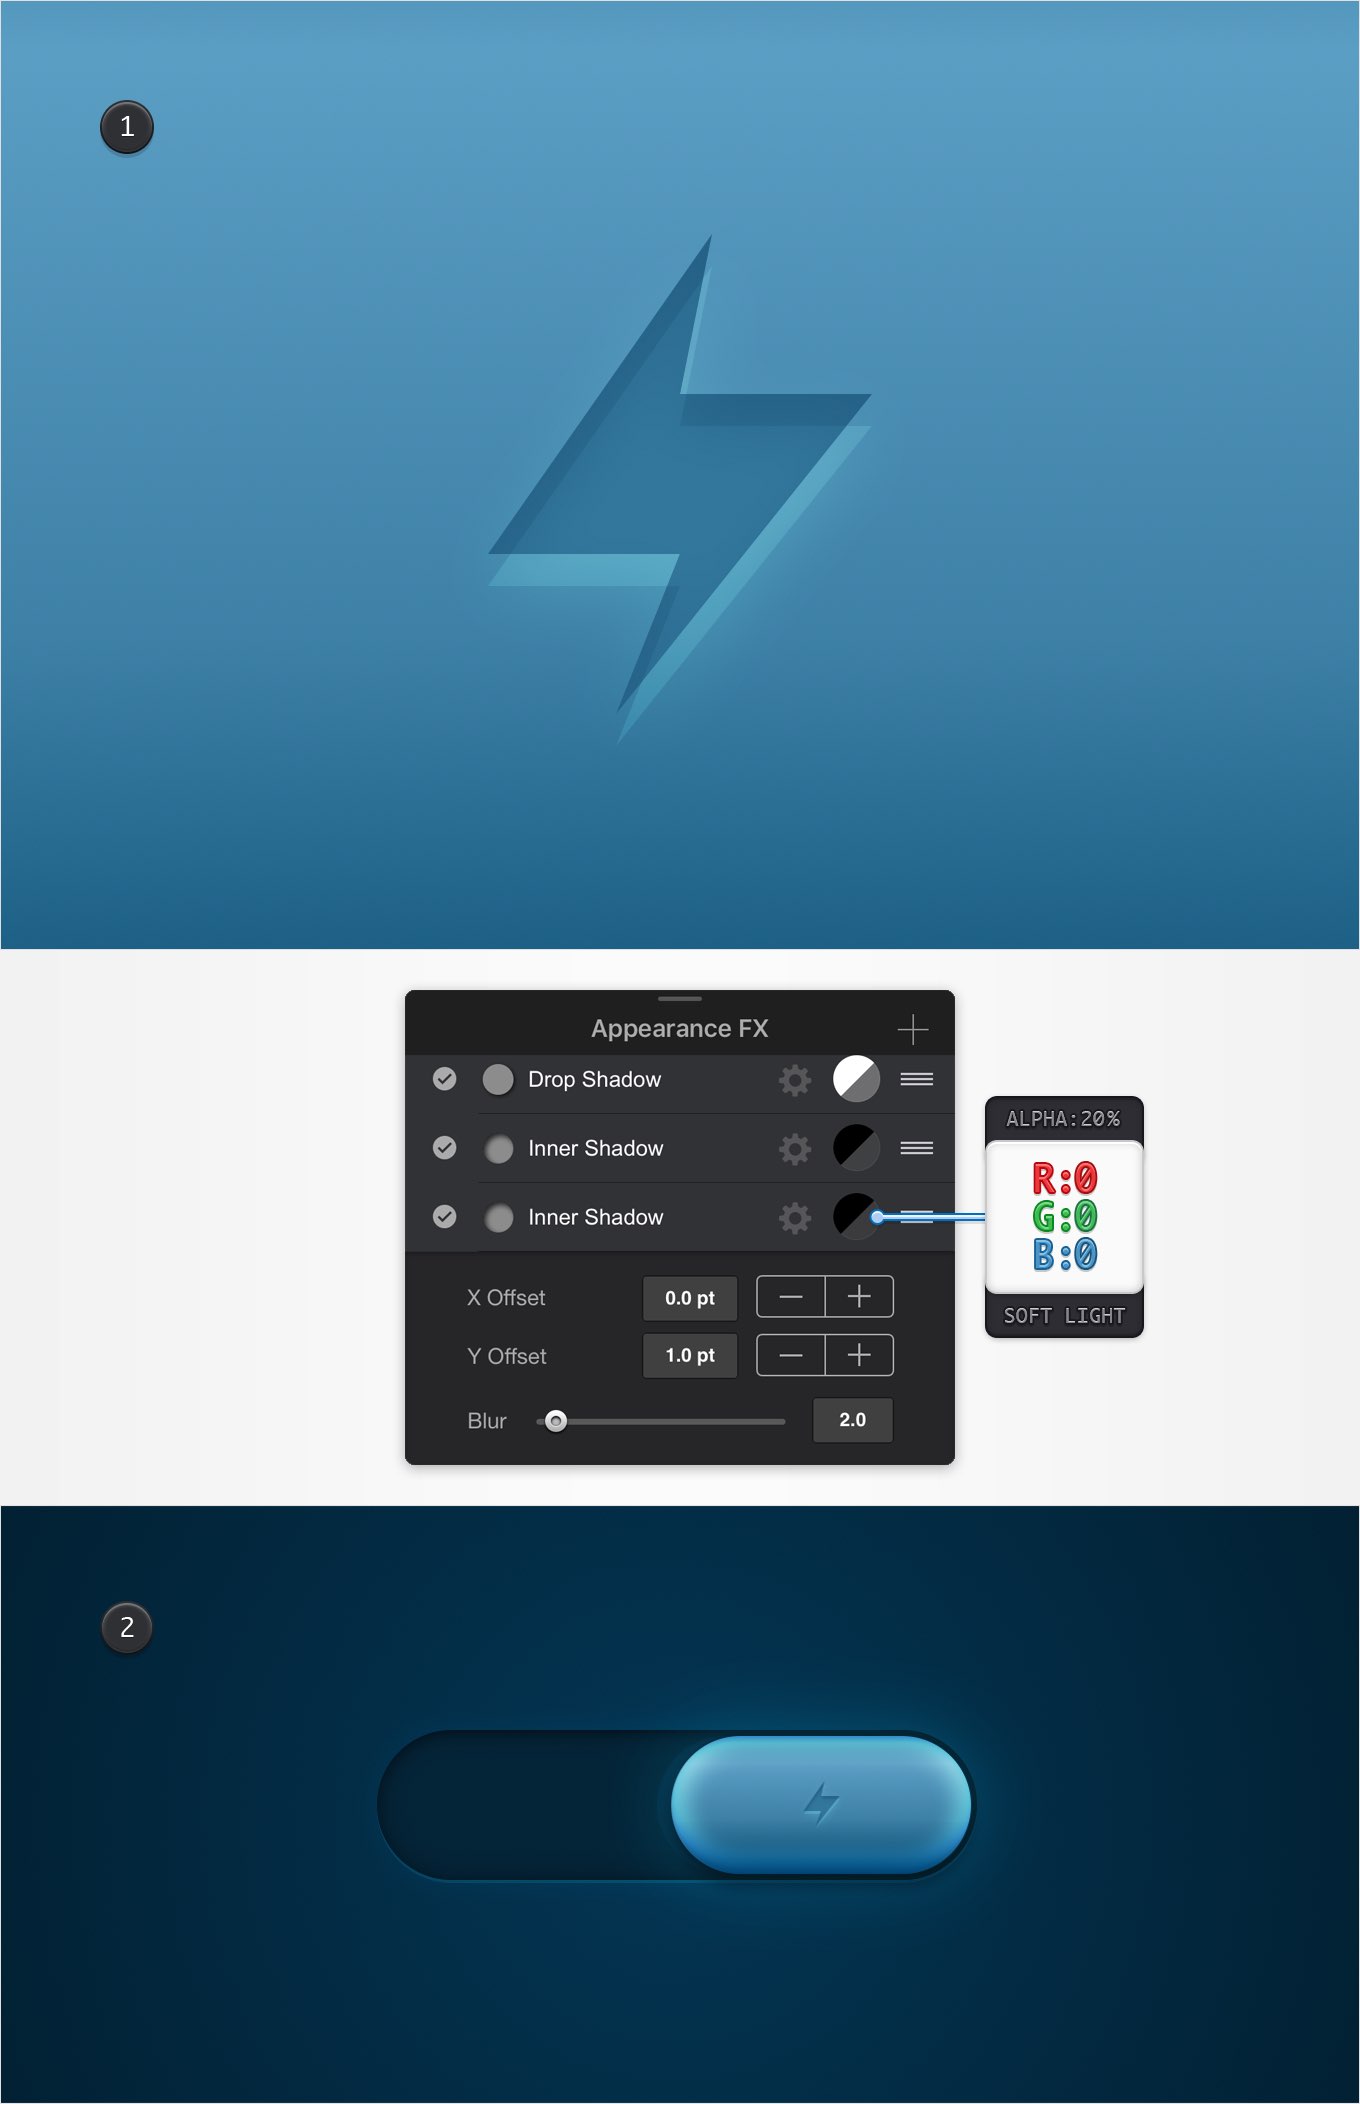 1
Appearance FX
Drop Shadow
Inner Shadow
Inner Shadow
ALPHA:20%
R:0
G:0
B:0
SOFT LIGHT
X Offset 0.0 pt
Y Offset 1.0 pt
Blur 2.0
2